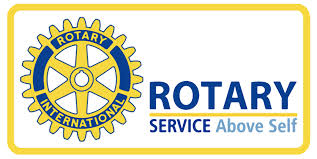 ROTARY
INTERNATIONAL
ROTARY
SERVICE Above Self